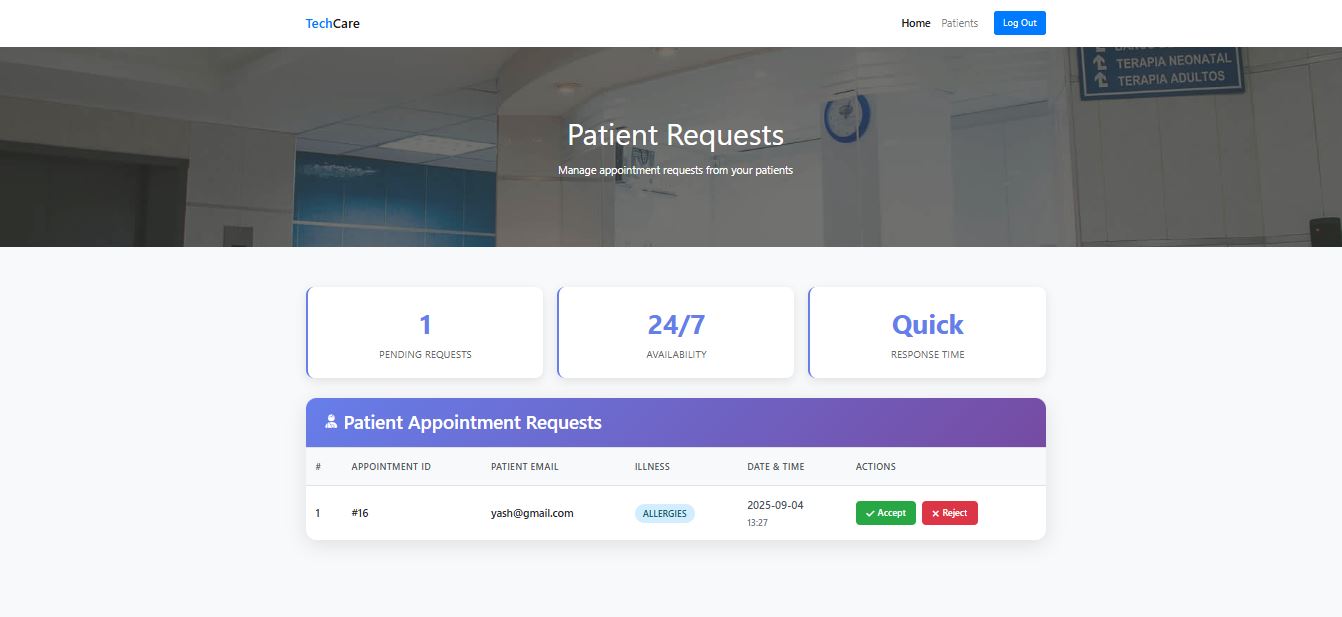 TechCare
Home Patients Log Out
TERAPIA NEONATAL
TERAPIA ADULTOS
Patient Requests
Manage appointment requests from your patients
1
PENDING REQUESTS
24/7
AVAILABILITY
Quick
RESPONSE TIME
Patient Appointment Requests
# APPOINTMENT ID PATIENT EMAIL ILLNESS DATE & TIME ACTIONS
1 #16 yash@gmail.com ALLERGIES 2025-09-04 13:27 Accept Reject